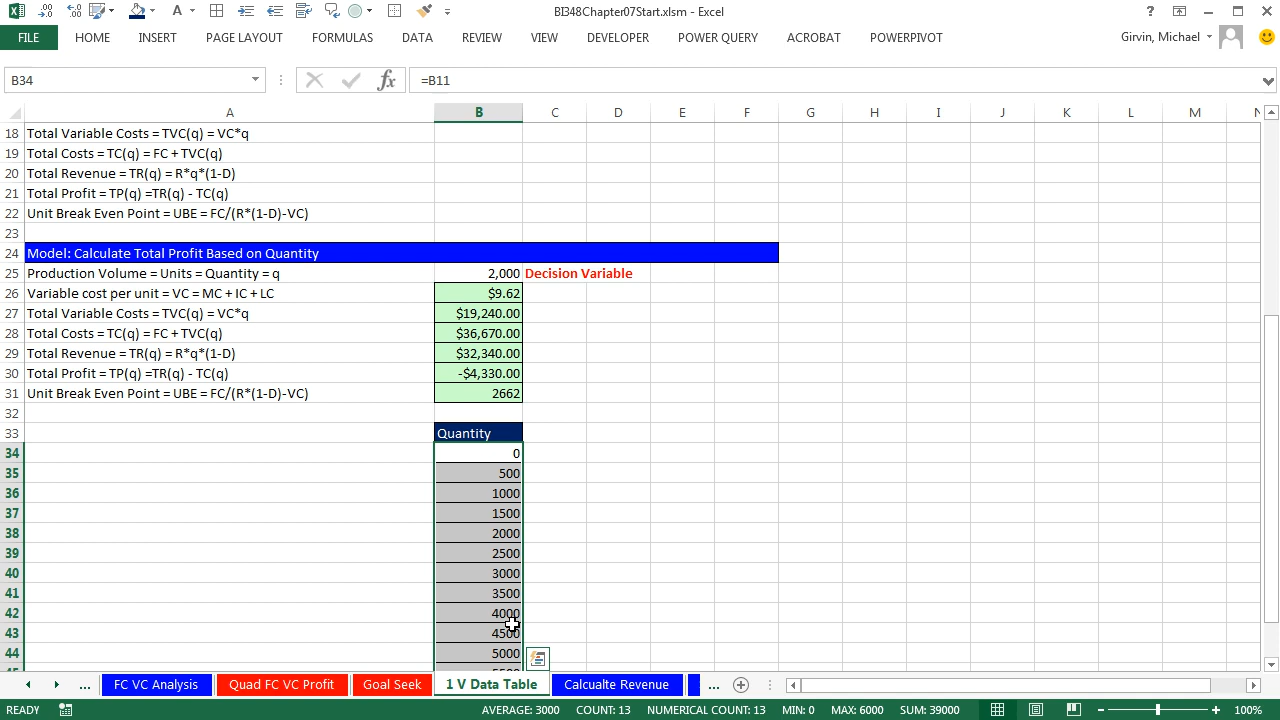 BI348Chapter07Start.xlsm - Excel
FILE HOME INSERT PAGE LAYOUT FORMULAS DATA REVIEW VIEW DEVELOPER POWER QUERY ACROBAT POWERPIVOT Girvin, Michael
B34 fx =B11
A B C D E F G H I J K L M N
18 Total Variable Costs = TVC(q) = VC*q
19 Total Costs = TC(q) = FC + TVC(q)
20 Total Revenue = TR(q) = R*q*(1-D)
21 Total Profit = TP(q) =TR(q) - TC(q)
22 Unit Break Even Point = UBE = FC/(R*(1-D)-VC)
23
24 Model: Calculate Total Profit Based on Quantity
25 Production Volume = Units = Quantity = q 2,000 Decision Variable
26 Variable cost per unit = VC = MC + IC + LC $9.62
27 Total Variable Costs = TVC(q) = VC*q $19,240.00
28 Total Costs = TC(q) = FC + TVC(q) $36,670.00
29 Total Revenue = TR(q) = R*q*(1-D) $32,340.00
30 Total Profit = TP(q) =TR(q) - TC(q) -$4,330.00
31 Unit Break Even Point = UBE = FC/(R*(1-D)-VC) 2662
32
33 Quantity
34 0
35 500
36 1000
37 1500
38 2000
39 2500
40 3000
41 3500
42 4000
43 4500
44 5000
45 5500
... FC VC Analysis Quad FC VC Profit Goal Seek 1 V Data Table Calcualte Revenue ...
READY AVERAGE: 3000 COUNT: 13 NUMERICAL COUNT: 13 MIN: 0 MAX: 6000 SUM: 39000 100%